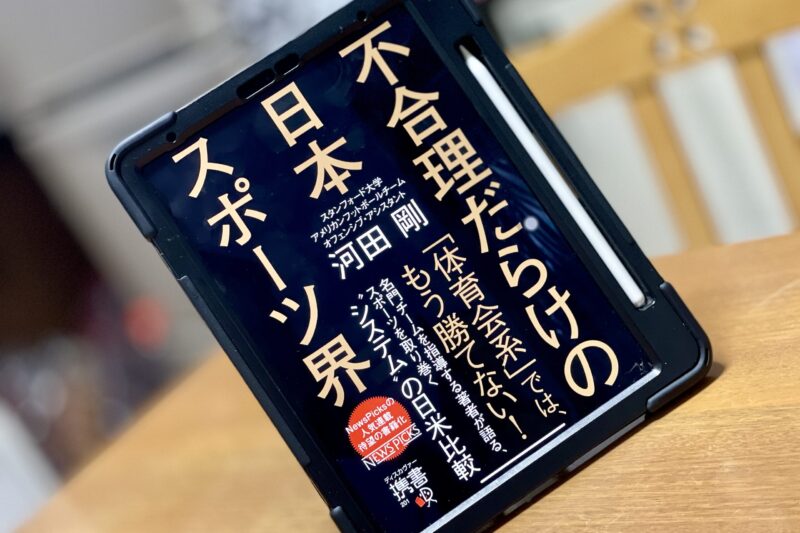 不合理だらけの
日本
スポーツ界
スタンフォード大学
アメリカンフットボールチーム
オフェンシブ・アシスタント
河田 剛
「体育会系」では、
もう勝てない!
名門チームを指導する著者が語る、
スポーツを取り巻く
“システム”の日米比較
NewsPicksの
人気連載
待望の書籍化
NEWS PICKS
ディスカヴァー
携書
201